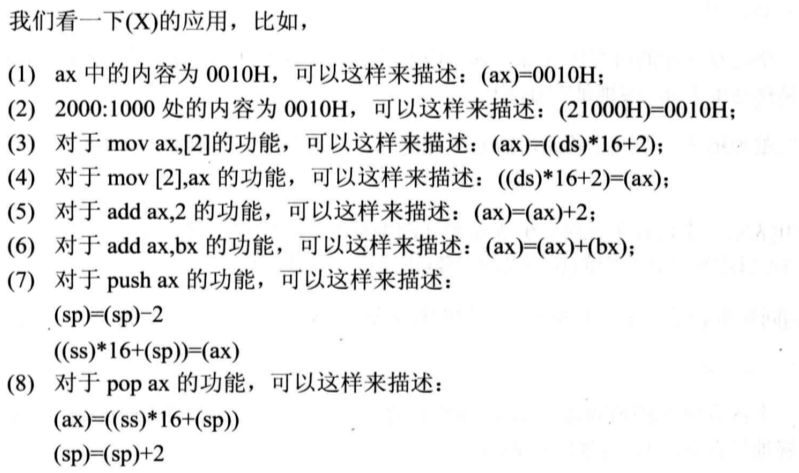 我们看一下(X)的应用，比如，
(1) ax 中的内容为 0010H，可以这样来描述：(ax)=0010H；
(2) 2000:1000 处的内容为 0010H，可以这样来描述：(21000H)=0010H；
(3) 对于 mov ax,[2]的功能，可以这样来描述：(ax)=((ds)*16+2)；
(4) 对于 mov [2],ax 的功能，可以这样来描述：((ds)*16+2)=(ax)；
(5) 对于 add ax,2 的功能，可以这样来描述：(ax)=(ax)+2；
(6) 对于 add ax,bx 的功能，可以这样来描述：(ax)=(ax)+(bx)；
(7) 对于 push ax 的功能，可以这样来描述：
(sp)=(sp)-2
((ss)*16+(sp))=(ax)
(8) 对于 pop ax 的功能，可以这样来描述：
(ax)=((ss)*16+(sp))
(sp)=(sp)+2